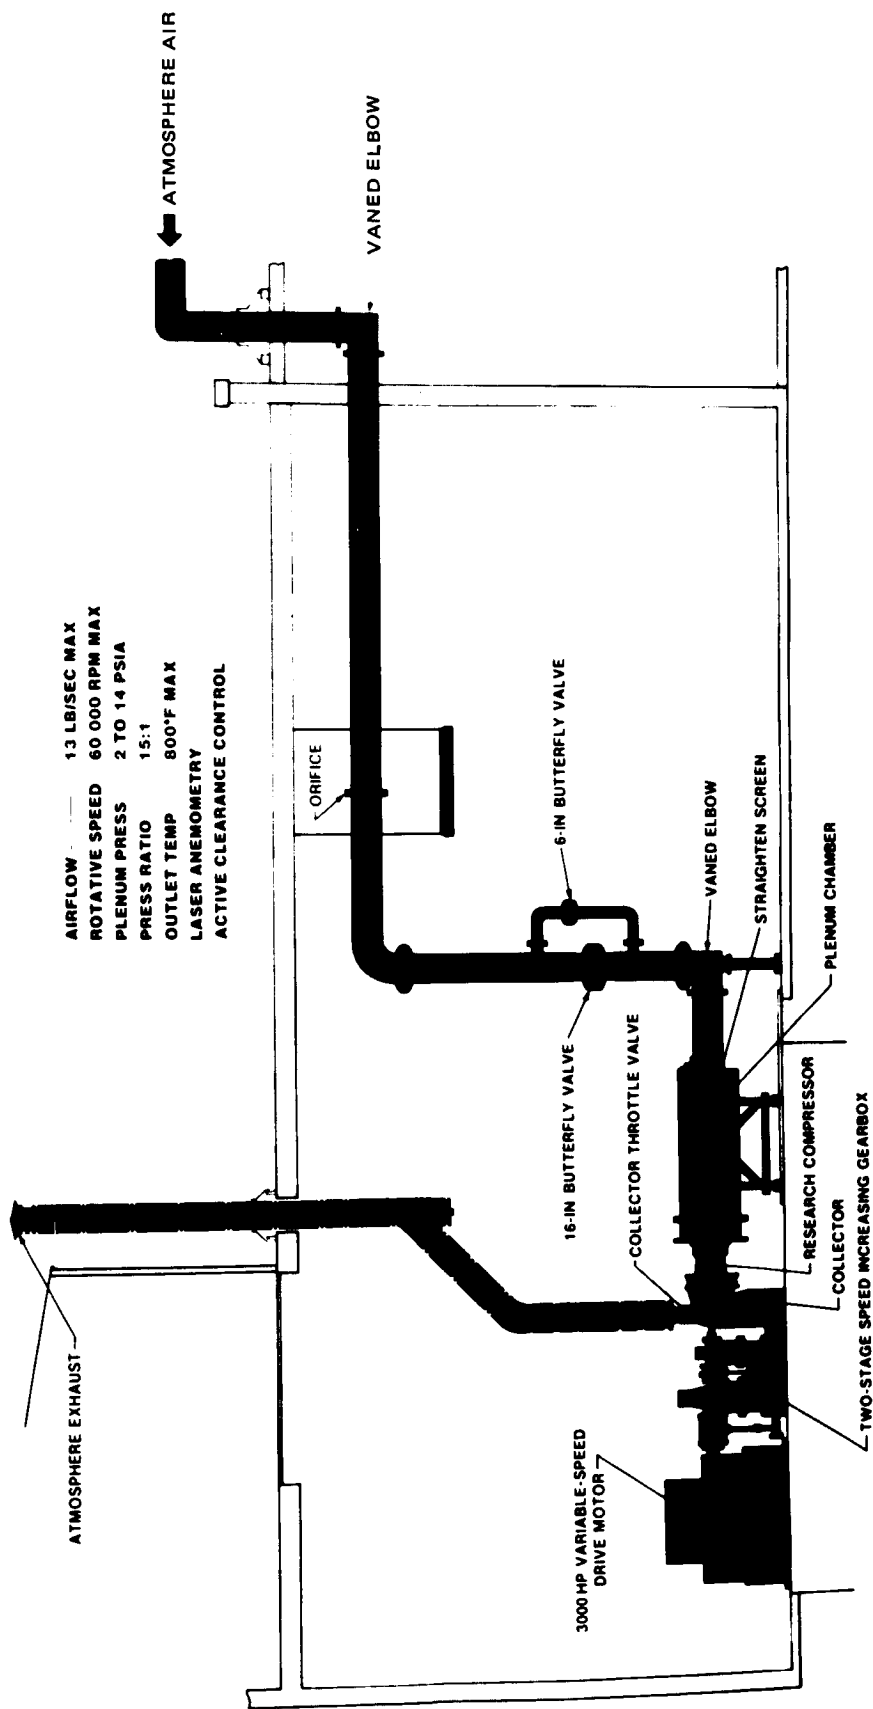 ATMOSPHERE EXHAUST
AIRFLOW 13 LB/SEC MAX
ROTATIVE SPEED 60 000 RPM MAX
PLENUM PRESS 2 TO 14 PSIA
PRESS RATIO 15:1
OUTLET TEMP 800°F MAX
LASER ANEMOMETRY
ACTIVE CLEARANCE CONTROL
ATMOSPHERE AIR
VANED ELBOW
ORIFICE
6-IN BUTTERFLY VALVE
16-IN BUTTERFLY VALVE
COLLECTOR THROTTLE VALVE
3000 HP VARIABLE-SPEED
DRIVE MOTOR
VANED ELBOW
STRAIGHTEN SCREEN
PLENUM CHAMBER
RESEARCH COMPRESSOR
COLLECTOR
TWO-STAGE SPEED INCREASING GEARBOX